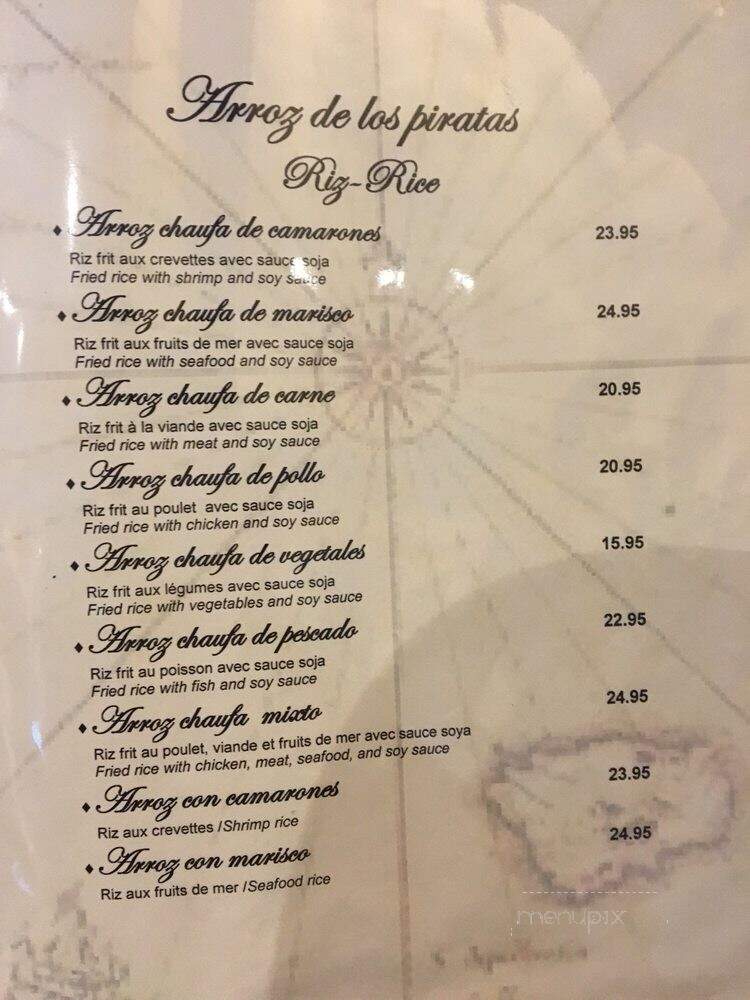 Arroz de los piratas
Riz-Rice
♦ Arroz chaufa de camarones 23.95
Riz frit aux crevettes avec sauce soja
Fried rice with shrimp and soy sauce
♦ Arroz chaufa de marisco 24.95
Riz frit aux fruits de mer avec sauce soja
Fried rice with seafood and soy sauce
♦ Arroz chaufa de carne 20.95
Riz frit à la viande avec sauce soja
Fried rice with meat and soy sauce
♦ Arroz chaufa de pollo 20.95
Riz frit au poulet avec sauce soja
Fried rice with chicken and soy sauce
♦ Arroz chaufa de vegetales 15.95
Riz frit aux légumes avec sauce soja
Fried rice with vegetables and soy sauce
♦ Arroz chaufa de pescado 22.95
Riz frit au poisson avec sauce soja
Fried rice with fish and soy sauce
♦ Arroz chaufa mixto 24.95
Riz frit au poulet, viande et fruits de mer avec sauce soya
Fried rice with chicken, meat, seafood, and soy sauce
♦ Arroz con camarones 23.95
Riz aux crevettes /Shrimp rice
♦ Arroz con marisco 24.95
Riz aux fruits de mer /Seafood rice
menupix